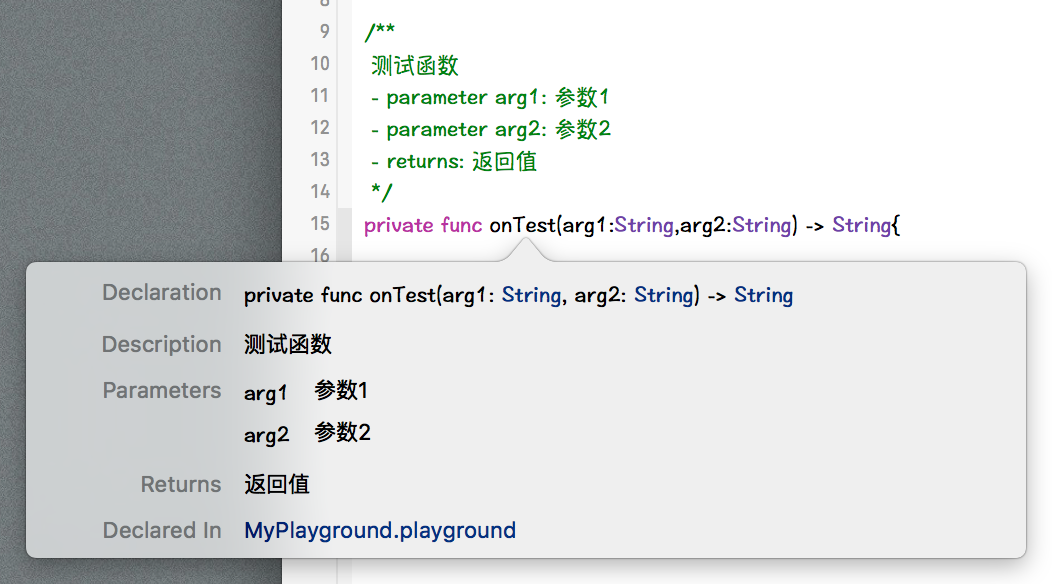 8
9 /**
10 测试函数
11 - parameter arg1: 参数1
12 - parameter arg2: 参数2
13 - returns: 返回值
14 */
15 private func onTest(arg1:String,arg2:String) -> String{
16
Declaration private func onTest(arg1: String, arg2: String) -> String
Description 测试函数
Parameters arg1 参数1
arg2 参数2
Returns 返回值
Declared In MyPlayground.playground